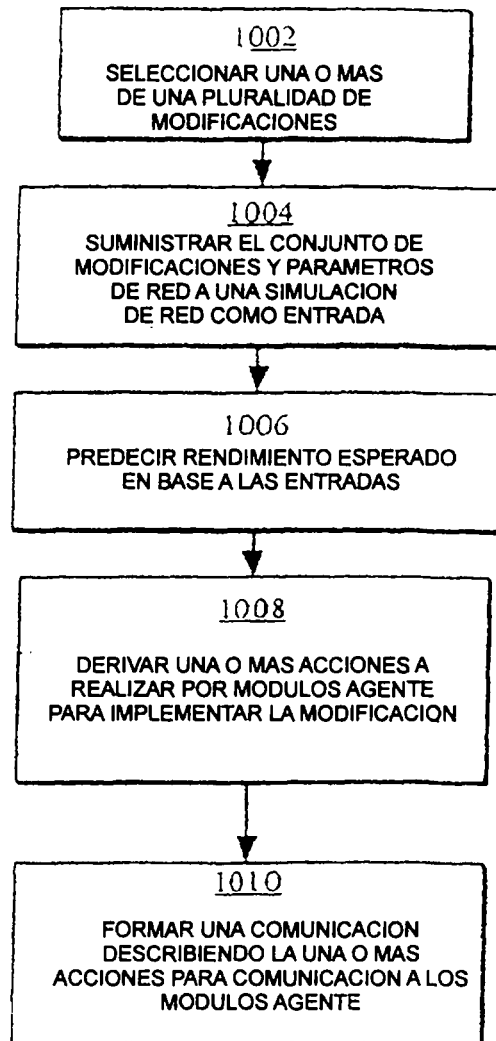 1002
SELECCIONAR UNA O MAS
DE UNA PLURALIDAD DE
MODIFICACIONES
1004
SUMINISTRAR EL CONJUNTO DE
MODIFICACIONES Y PARAMETROS
DE RED A UNA SIMULACION
DE RED COMO ENTRADA
1006
PREDECIR RENDIMIENTO ESPERADO
EN BASE A LAS ENTRADAS
1008
DERIVAR UNA O MAS ACCIONES A
REALIZAR POR MODULOS AGENTE
PARA IMPLEMENTAR LA MODIFICACION
1010
FORMAR UNA COMUNICACION
DESCRIBIENDO LA UNA O MAS
ACCIONES PARA COMUNICACION A LOS
MODULOS AGENTE